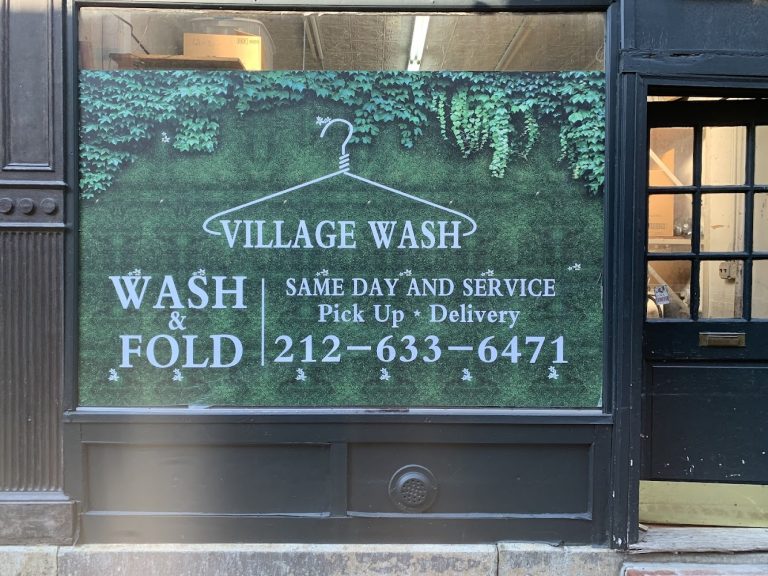 VILLAGE WASH
WASH
&
FOLD
SAME DAY AND SERVICE
Pick Up * Delivery
212-633-6471